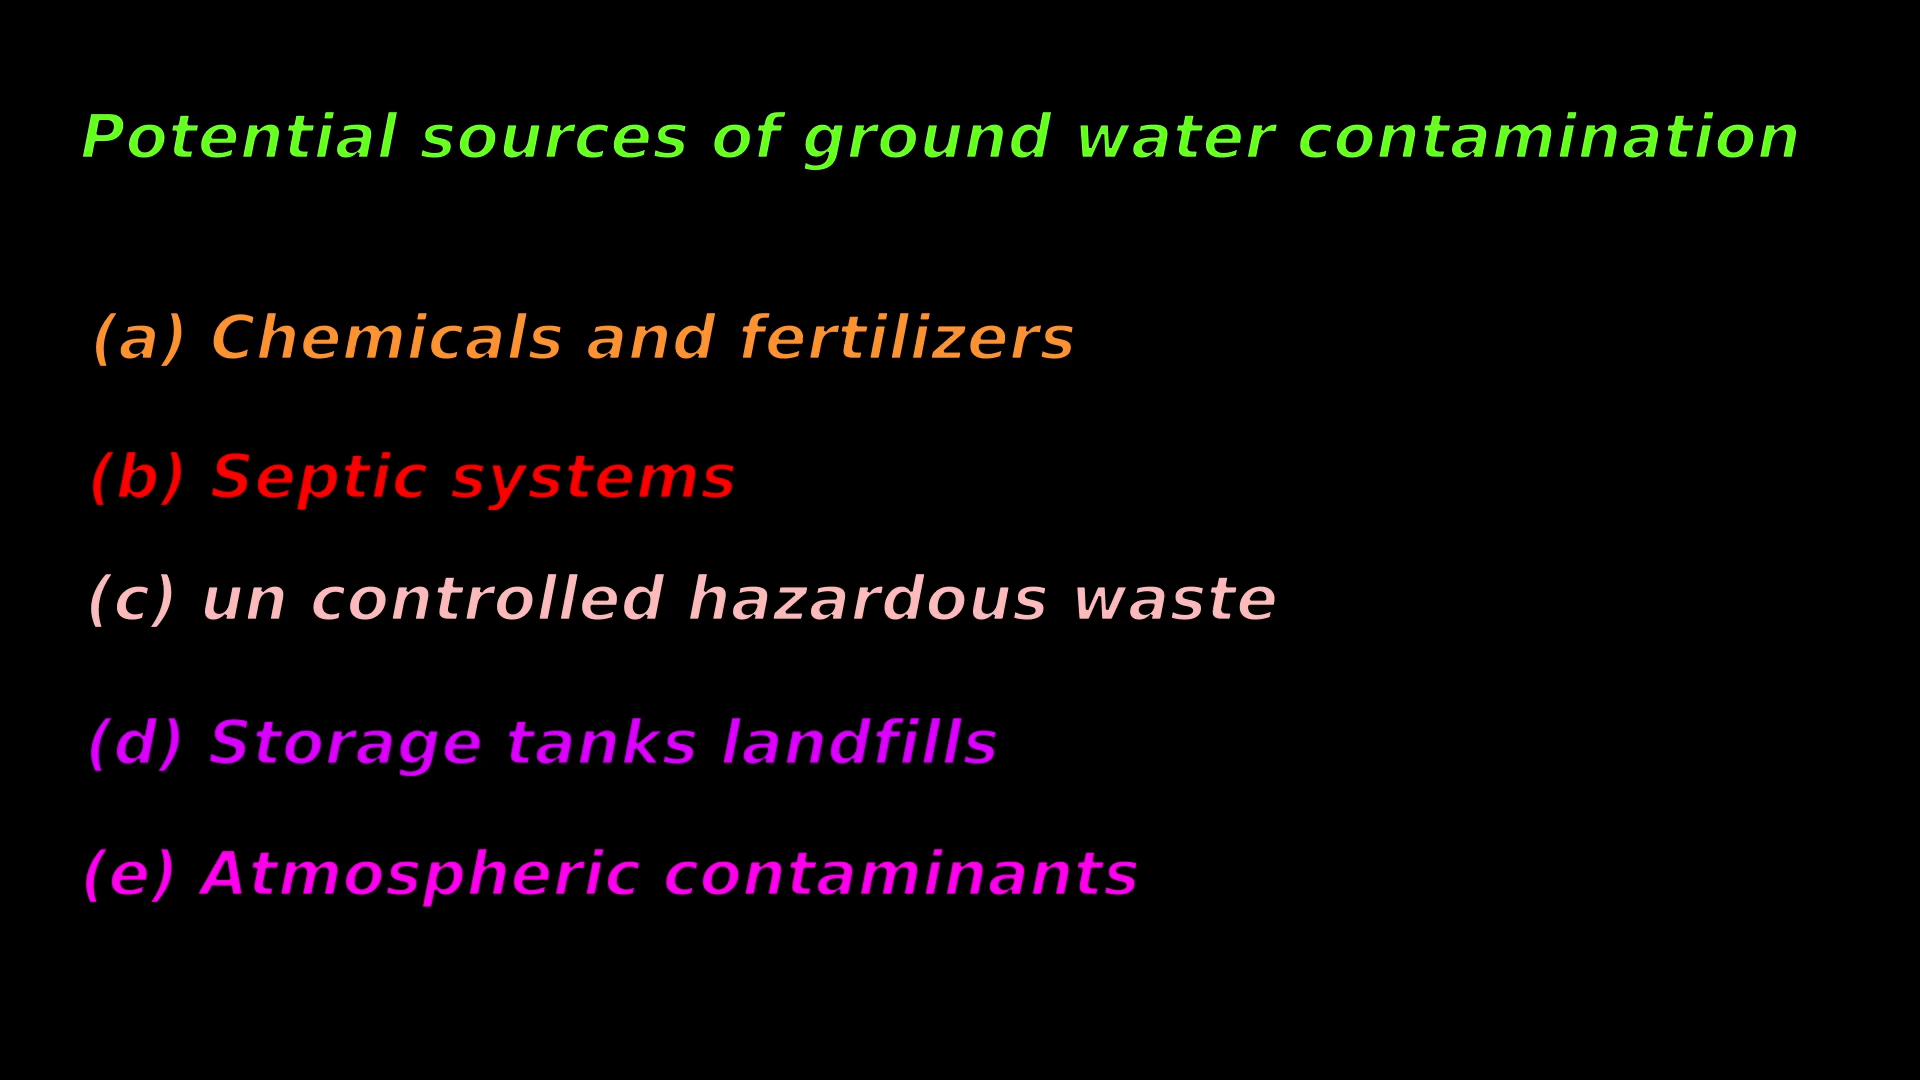 Potential sources of ground water contamination
(a) Chemicals and fertilizers
(b) Septic systems
(c) un controlled hazardous waste
(d) Storage tanks landfills
(e) Atmospheric contaminants